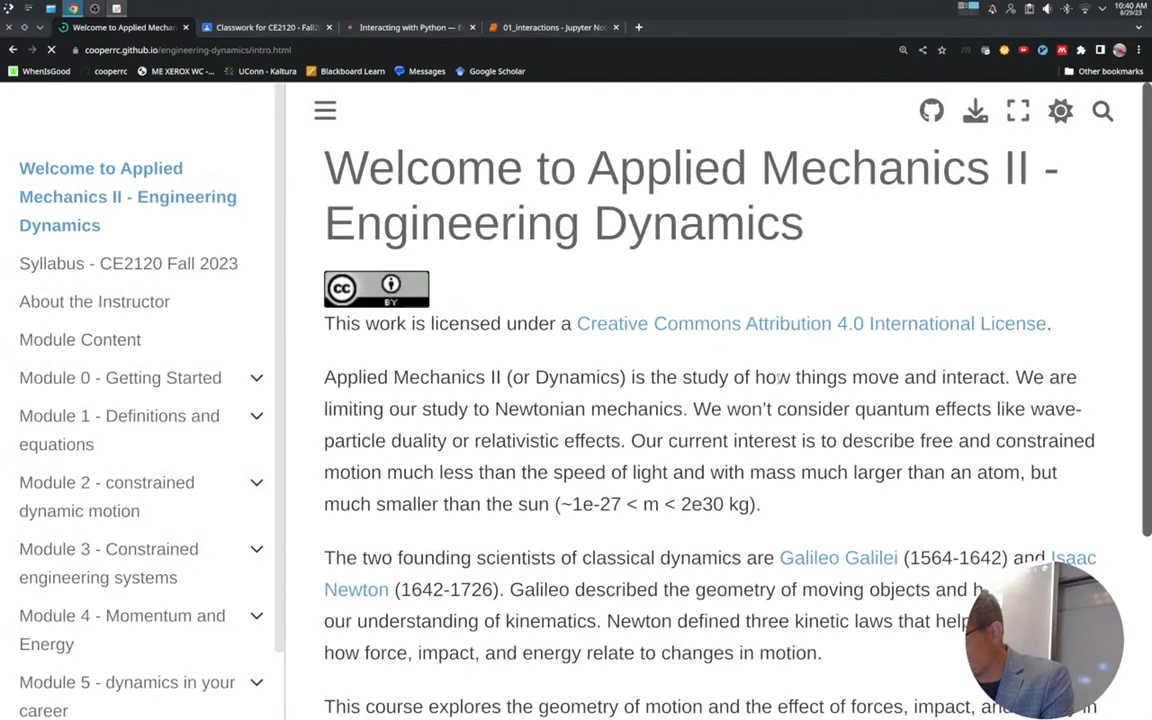 10:40 AM
8/29/23
Welcome to Applied Mechan
Classwork for CE2120 - Fall20
Interacting with Python —
01_interactions - Jupyter No
cooperrc.github.io/engineering-dynamics/intro.html
WhenIsGood
cooperrc
ME XEROX WC -...
UConn - Kaltura
Blackboard Learn
Messages
Google Scholar
Other bookmarks
Welcome to Applied
Mechanics II - Engineering
Dynamics
Syllabus - CE2120 Fall 2023
About the Instructor
Module Content
Module 0 - Getting Started
Module 1 - Definitions and
equations
Module 2 - constrained
dynamic motion
Module 3 - Constrained
engineering systems
Module 4 - Momentum and
Energy
Module 5 - dynamics in your
career
Welcome to Applied Mechanics II -
Engineering Dynamics
cc
BY
This work is licensed under a Creative Commons Attribution 4.0 International License.
Applied Mechanics II (or Dynamics) is the study of how things move and interact. We are
limiting our study to Newtonian mechanics. We won’t consider quantum effects like wave-
particle duality or relativistic effects. Our current interest is to describe free and constrained
motion much less than the speed of light and with mass much larger than an atom, but
much smaller than the sun (~1e-27 < m < 2e30 kg).
The two founding scientists of classical dynamics are Galileo Galilei (1564-1642) and Isaac
Newton (1642-1726). Galileo described the geometry of moving objects and
our understanding of kinematics. Newton defined three kinetic laws that help
how force, impact, and energy relate to changes in motion.
This course explores the geometry of motion and the effect of forces, impact, in